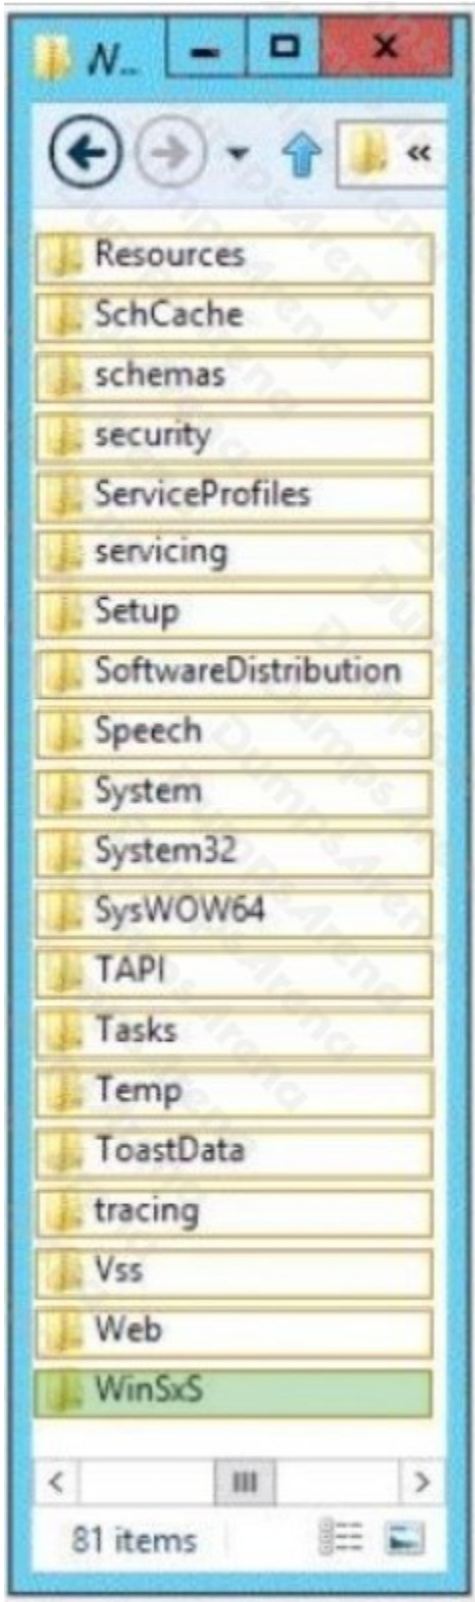 N...
«
Resources
SchCache
schemas
security
ServiceProfiles
servicing
Setup
SoftwareDistribution
Speech
System
System32
SysWOW64
TAPI
Tasks
Temp
ToastData
tracing
Vss
Web
WinSxS
81 items
DumpsArena